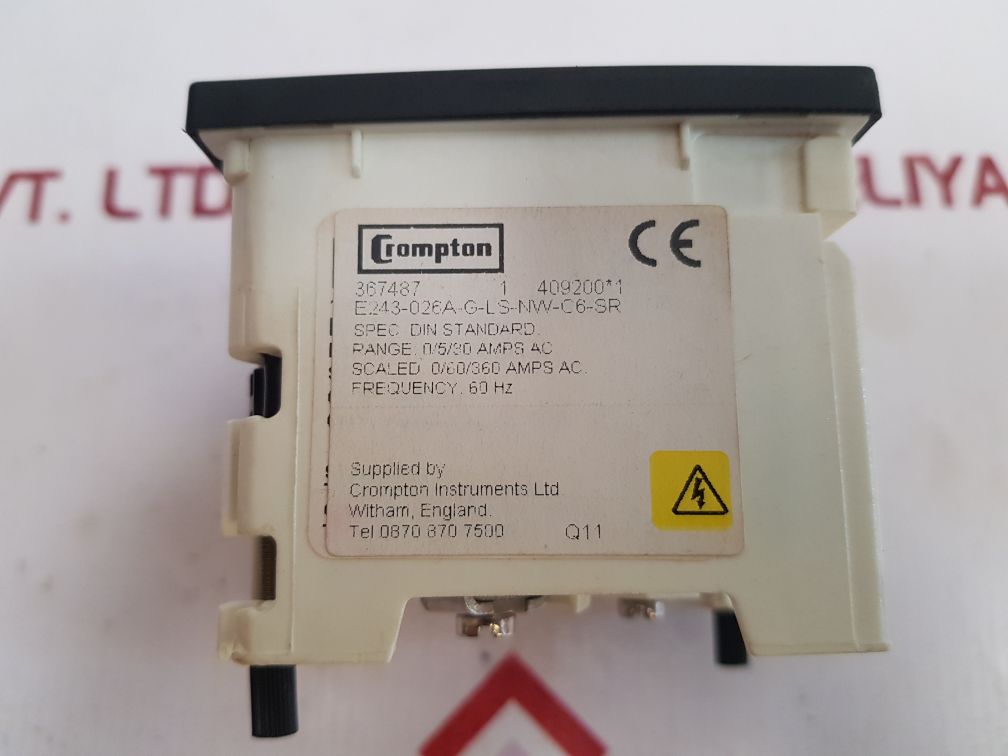 VT. LTD
LIYA
Crompton
CE
367487 1 409200*1
E243-026A-G-LS-NW-C6-SR
SPEC. DIN STANDARD.
RANGE. 0/5/30 AMPS AC
SCALED. 0/60/360 AMPS AC.
FREQUENCY. 60 Hz
Supplied by
Crompton Instruments Ltd
Witham, England.
Tel 0870 870 7500 Q11